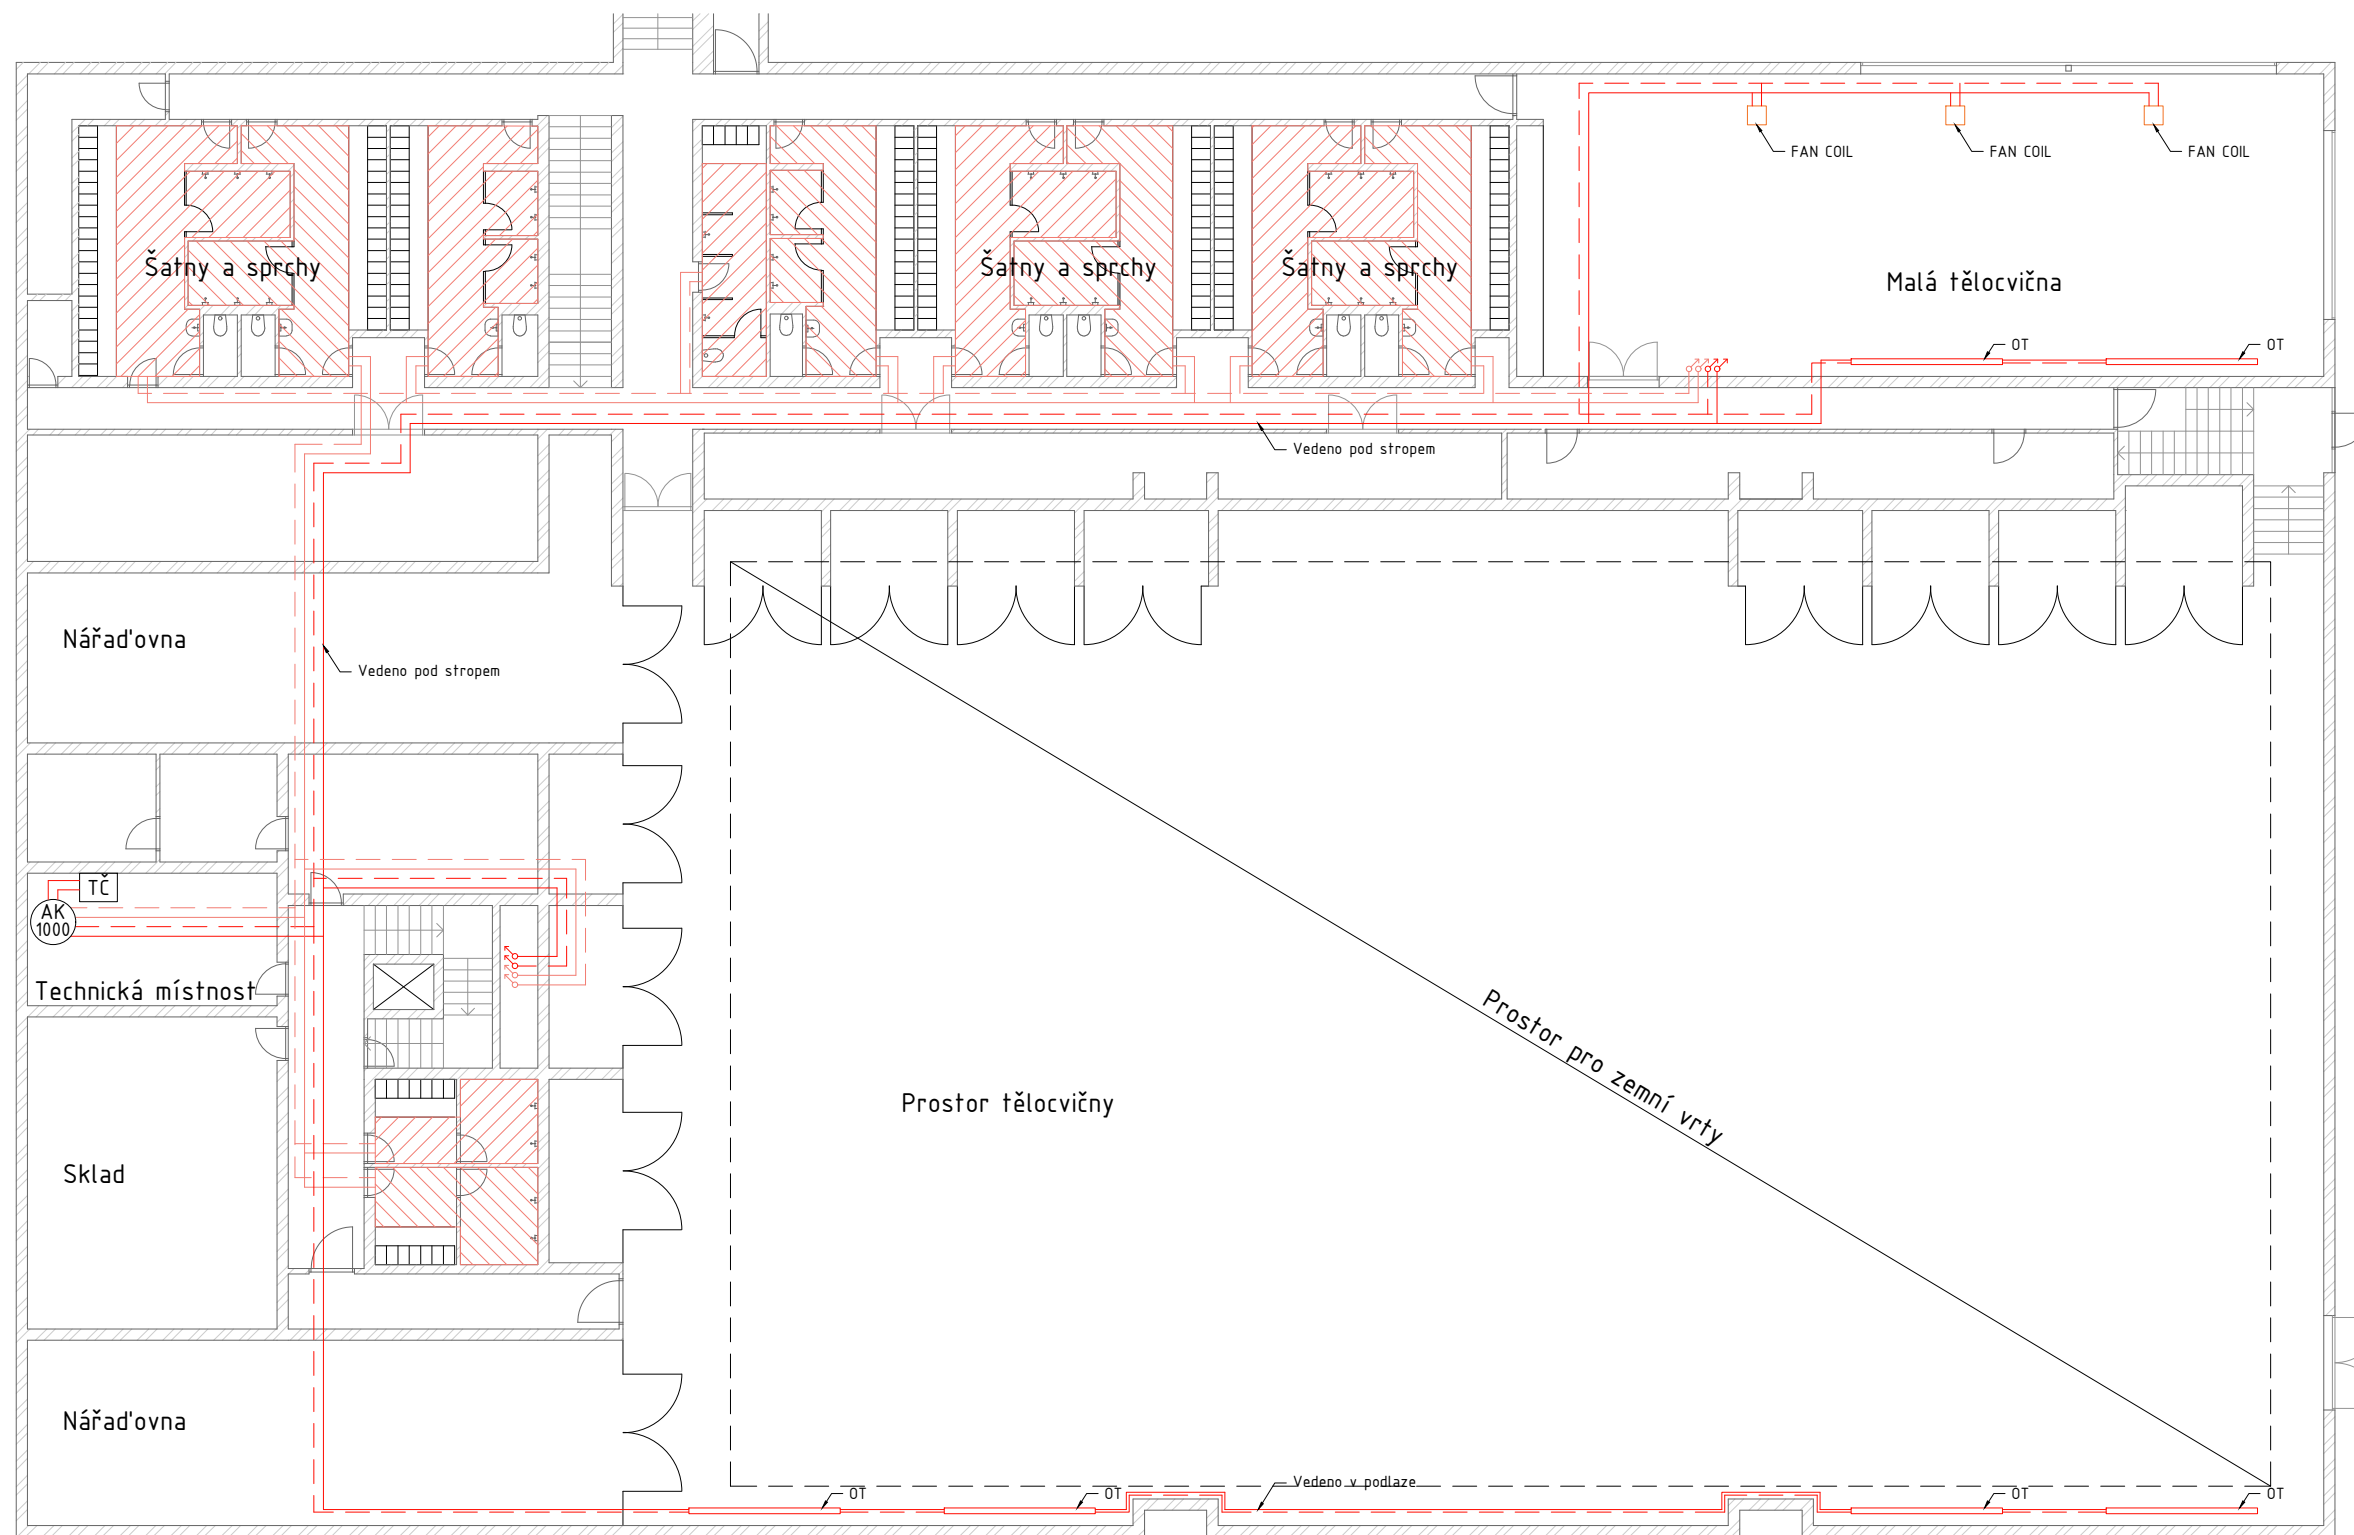 FAN COIL
FAN COIL
FAN COIL
Šatny a sprchy
Šatny a sprchy
Šatny a sprchy
Malá tělocvična
OT
OT
Vedeno pod stropem
Nářaďovna
Vedeno pod stropem
TČ
AK
1000
Technická místnost
Prostor pro zemní vrty
Prostor tělocvičny
Sklad
Nářaďovna
Vedeno v podlaze
OT
OT
OT
OT